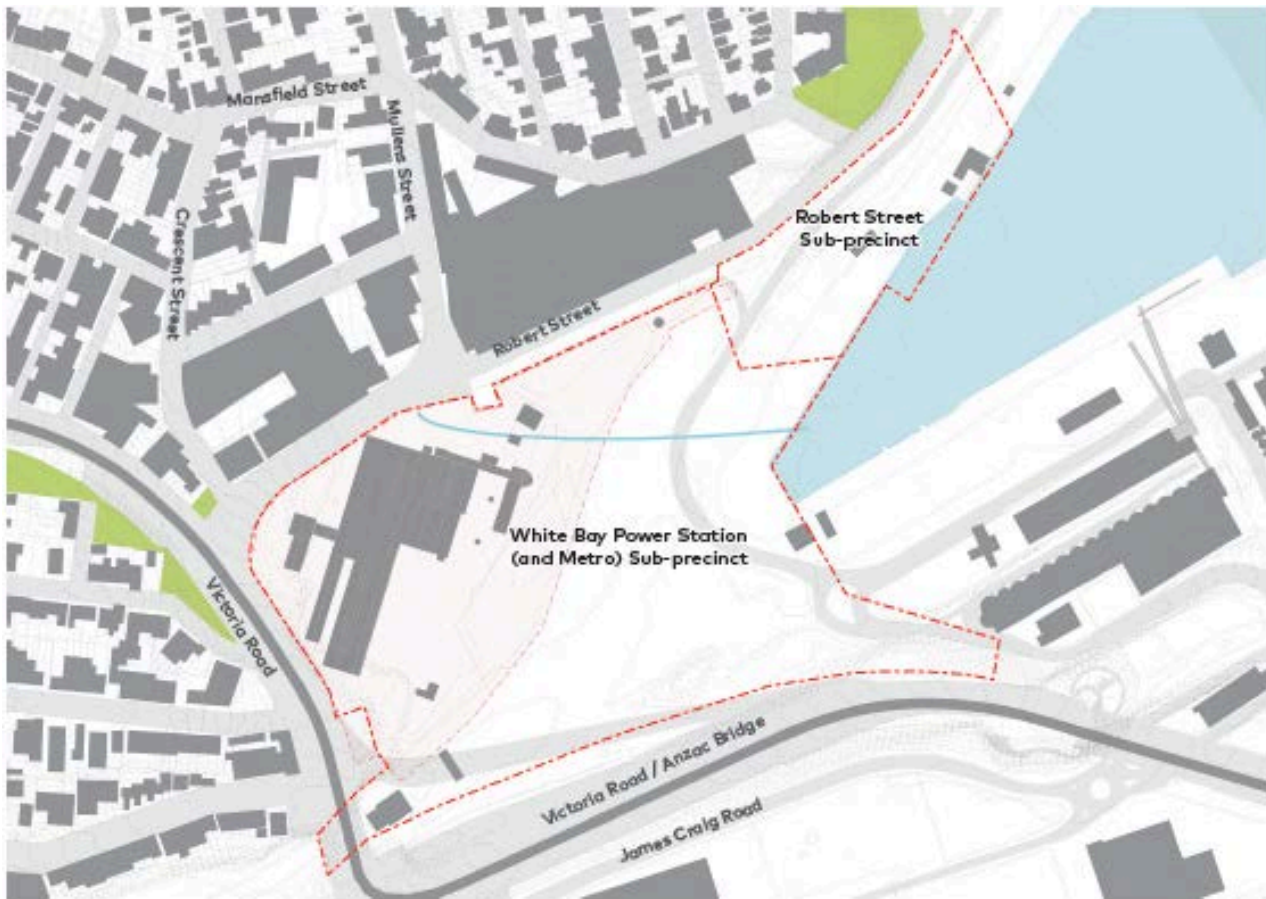 Mansfield Street
Mullens Street
Crescent Street
Robert Street
Sub-precinct
Robert Street
White Bay Power Station
(and Metro) Sub-precinct
Victoria Road
Victoria Road / Anzac Bridge
James Craig Road